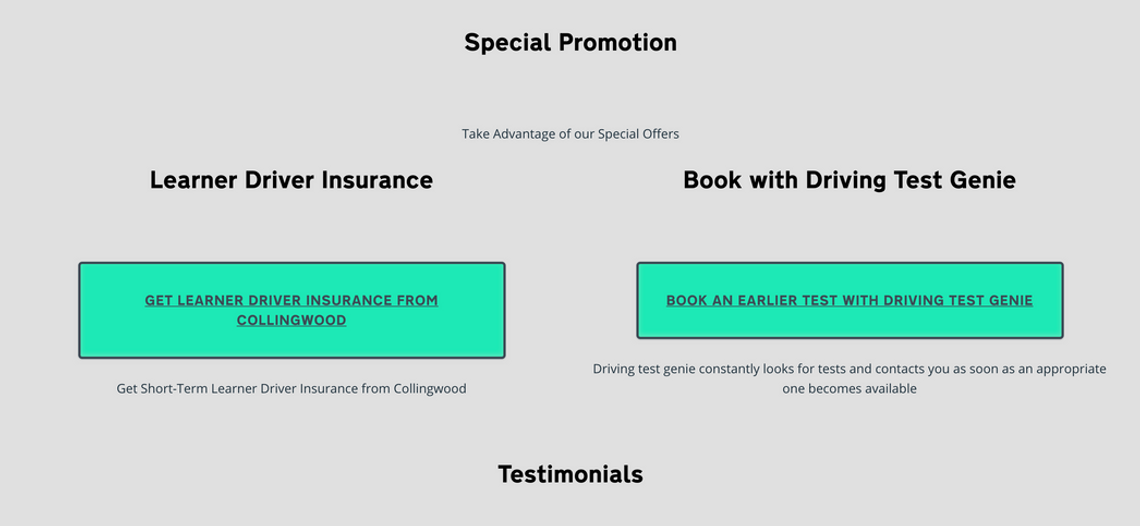 Special Promotion
Take Advantage of our Special Offers
Learner Driver Insurance
GET LEARNER DRIVER INSURANCE FROM
COLLINGWOOD
Get Short-Term Learner Driver Insurance from Collingwood
Book with Driving Test Genie
BOOK AN EARLIER TEST WITH DRIVING TEST GENIE
Driving test genie constantly looks for tests and contacts you as soon as an appropriate
one becomes available
Testimonials